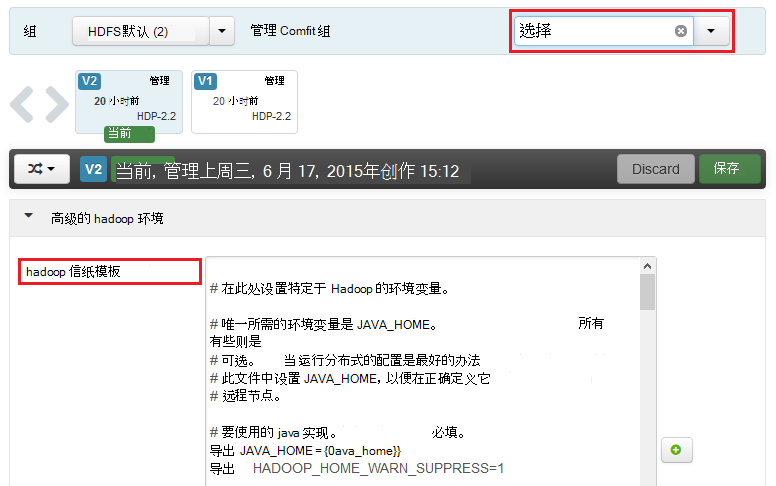 组 HDFS默认 (2) 管理 Comfit 组 选择
V2 管理 V1 管理
20 小时前 20 小时前
HDP-2.2 HDP-2.2
当前
V2 当前, 管理上周三, 6 月 17, 2015年创作 15:12 Discard 保存
高级的 hadoop 环境
hadoop 信纸模板
# 在此处设置特定于 Hadoop 的环境变量。
# 唯一所需的环境变量是 JAVA_HOME。 所有
有些则是
# 可选。 当运行分布式的配置是最好的办法
# 此文件中设置 JAVA_HOME, 以便在正确定义它
# 远程节点。
# 要使用的 java 实现。 必填。
导出 JAVA_HOME = {0ava_home}}
导出 HADOOP_HOME_WARN_SUPPRESS=1